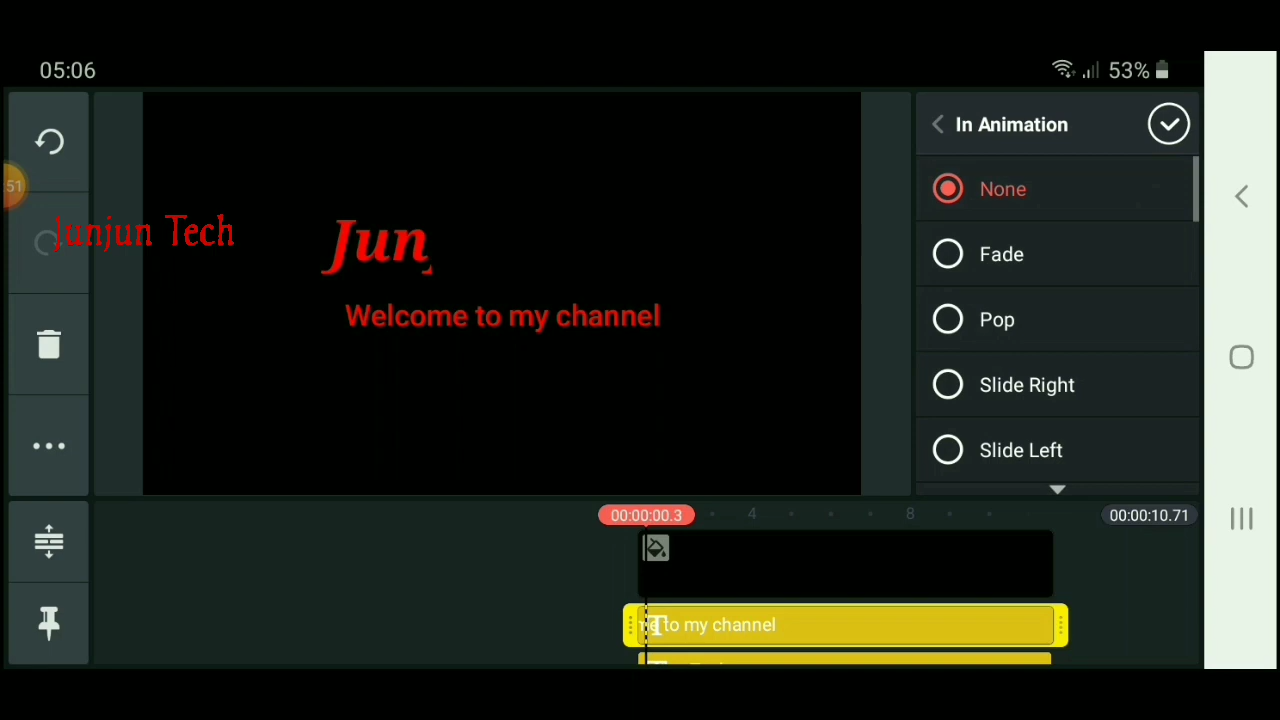 05:06
53%
In Animation
51
None
Junjun Tech
Jun
Fade
Welcome to my channel
Pop
Slide Right
Slide Left
00:00:00.3
4
8
00:00:10.71
to my channel